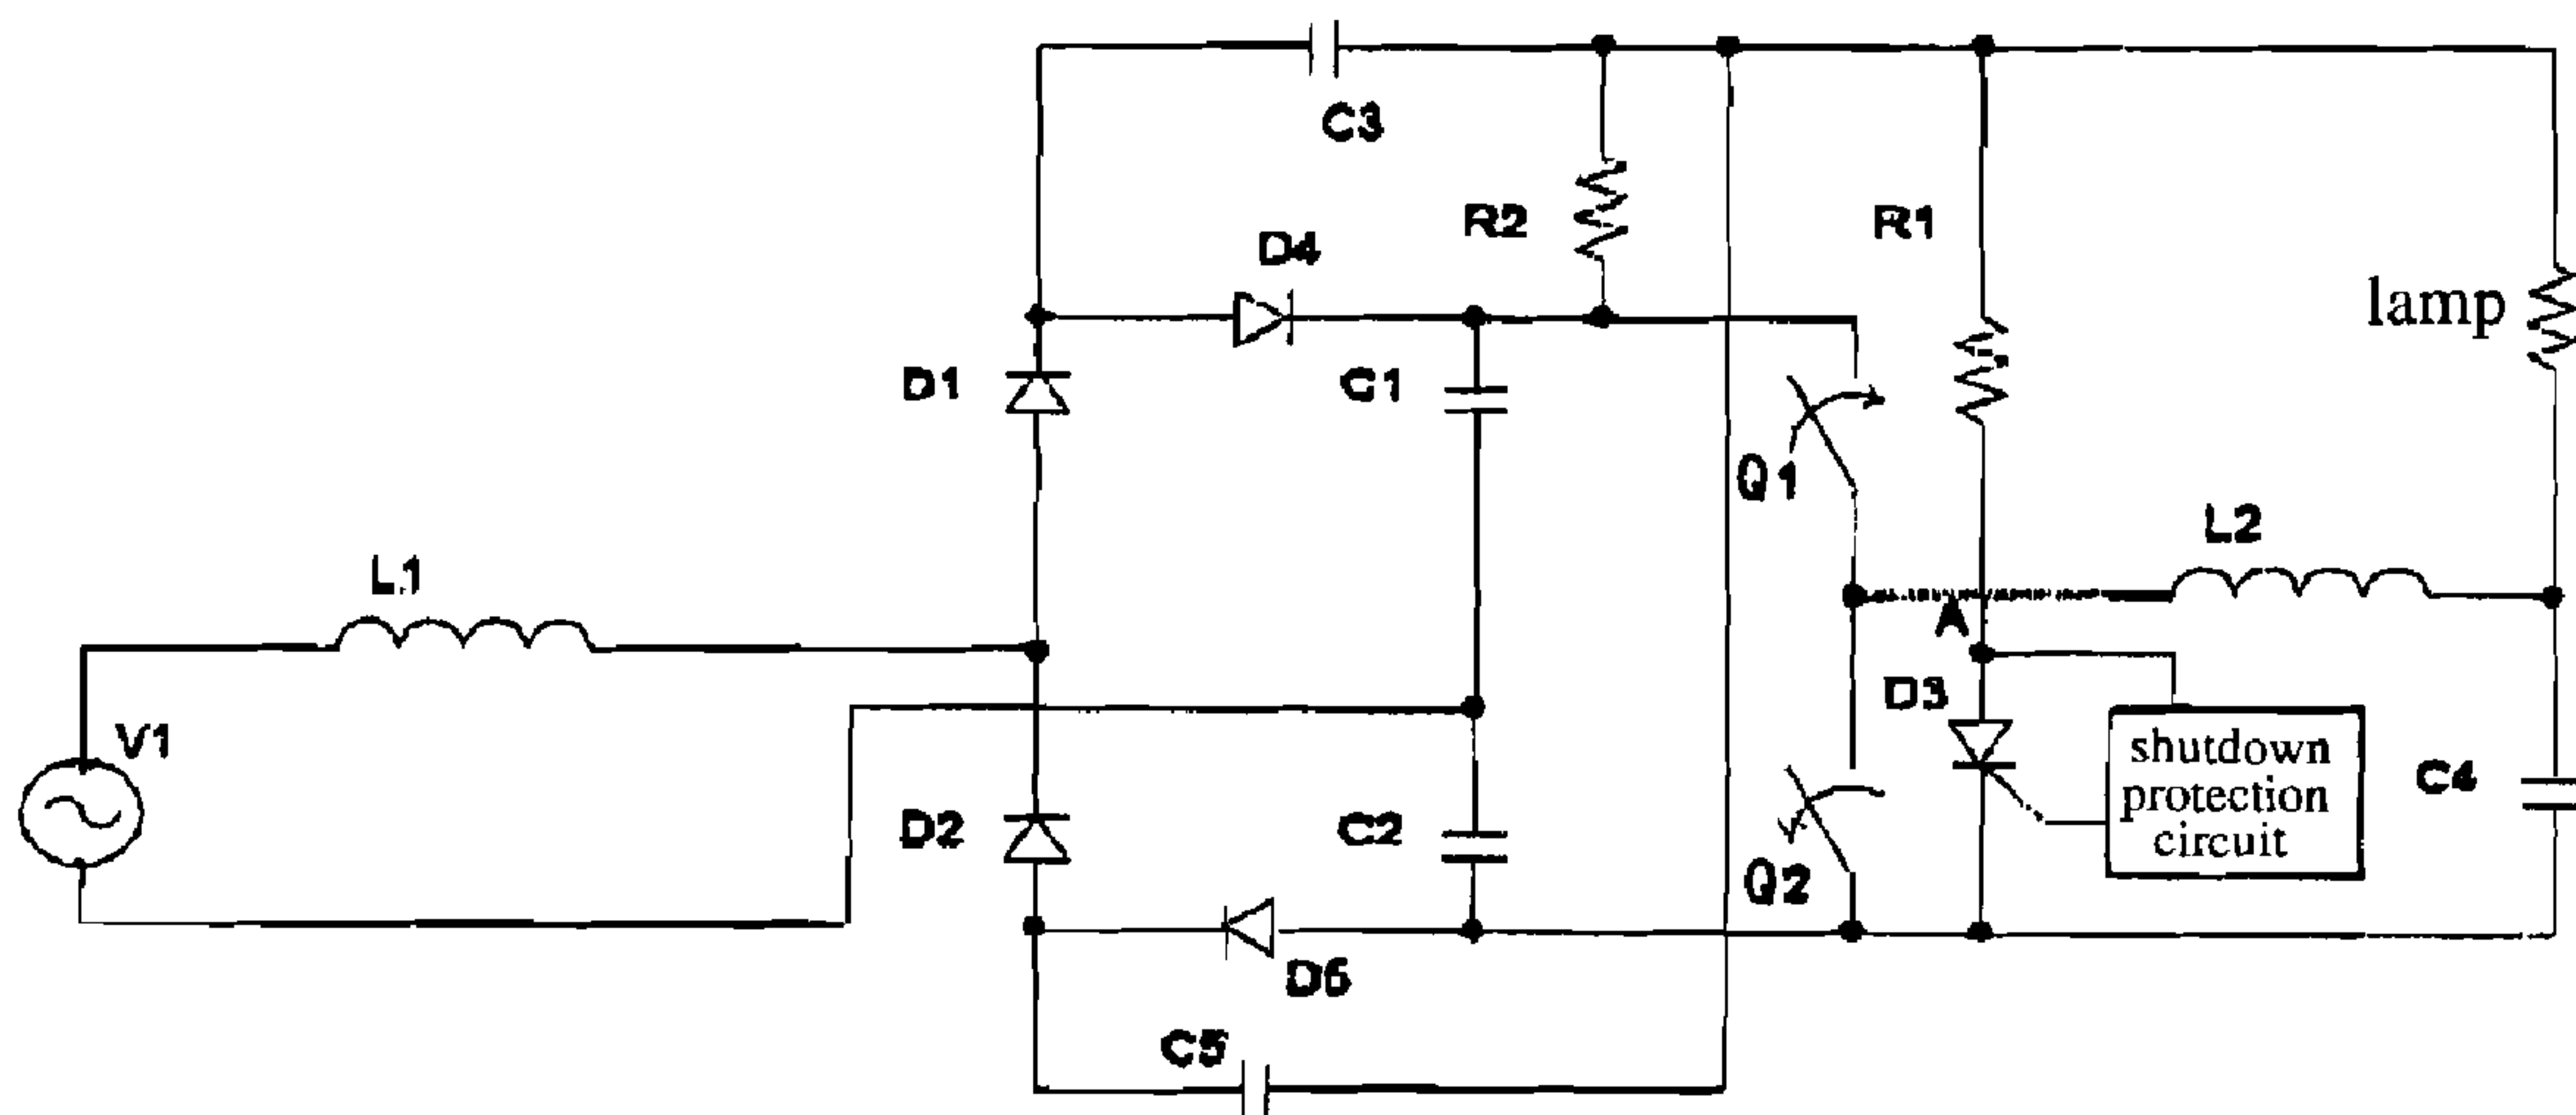 C3
R2
R1
D4
lamp
D1
C1
Q1
L2
L1
A
D3
V1
shutdown
protection
circuit
C4
D2
C2
Q2
D5
C5